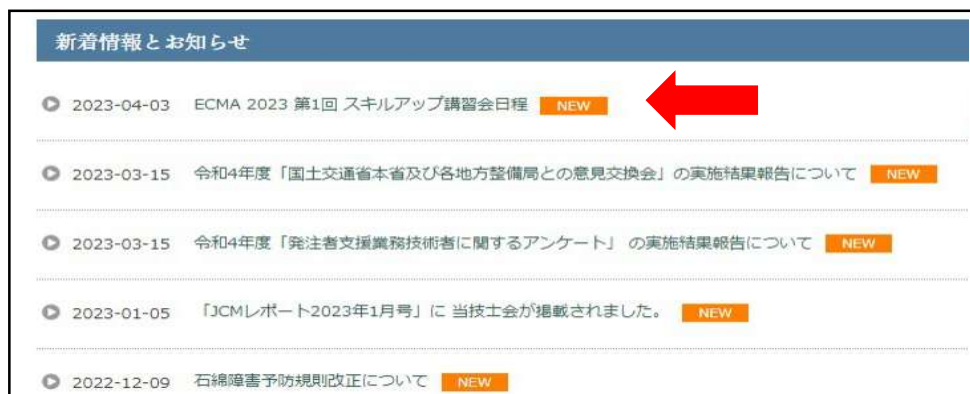 新着情報とお知らせ
2023-04-03 ECMA 2023 第1回 スキルアップ講習会日程 NEW
2023-03-15 令和4年度「国土交通省本省及び各地方整備局との意見交換会」の実施結果報告について NEW
2023-03-15 令和4年度「発注者支援業務技術者に関するアンケート」 の実施結果報告について NEW
2023-01-05 「JCMレポート2023年1月号」に 当技士会が掲載されました。 NEW
2022-12-09 石綿障害予防規則改正について NEW